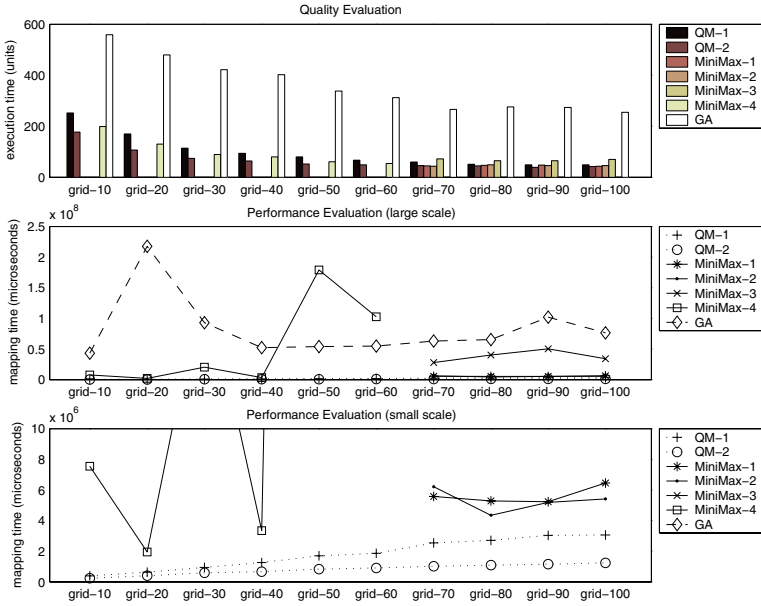 Quality Evaluation
execution time (units)
800
600
400
200
0
grid-10 grid-20 grid-30 grid-40 grid-50 grid-60 grid-70 grid-80 grid-90 grid-100
QM-1
QM-2
MiniMax-1
MiniMax-2
MiniMax-3
MiniMax-4
GA
x 10^8
Performance Evaluation (large scale)
mapping time (microseconds)
2.5
2
1.5
1
0.5
0
grid-10 grid-20 grid-30 grid-40 grid-50 grid-60 grid-70 grid-80 grid-90 grid-100
QM-1
QM-2
MiniMax-1
MiniMax-2
MiniMax-3
MiniMax-4
GA
x 10^6
Performance Evaluation (small scale)
mapping time (microseconds)
10
8
6
4
2
0
grid-10 grid-20 grid-30 grid-40 grid-50 grid-60 grid-70 grid-80 grid-90 grid-100
QM-1
QM-2
MiniMax-1
MiniMax-2
MiniMax-3
MiniMax-4
GA